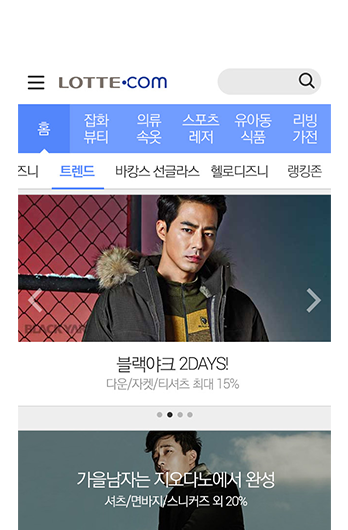 LOTTE•COM
홈
잡화
뷰티
의류
속옷
스포츠
레저
유아동
식품
리빙
가전
즈니 트렌드 바캉스 선글라스 헬로디즈니 랭킹존
BLACK YAK
블랙야크 2DAYS!
다운/자켓/티셔츠 최대 15%
가을남자는 지오다노에서 완성
셔츠/면바지/스니커즈 외 20%